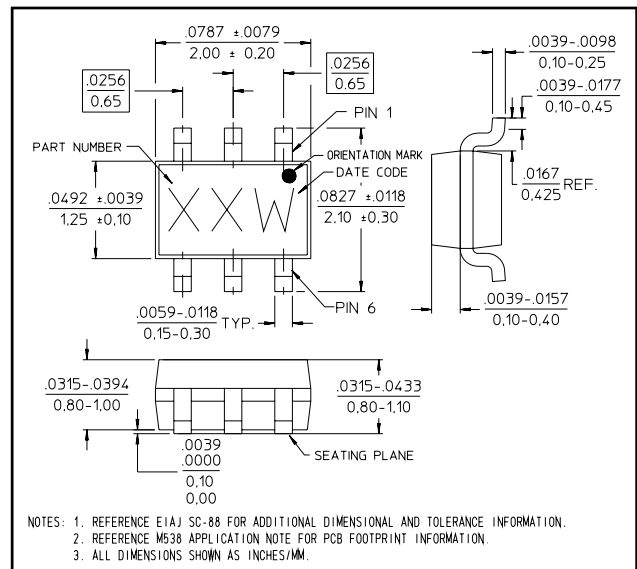 .0787 ±.0079
2,00 ± 0,20
.0256
0,65
.0256
0,65
.0039-.0098
0,10-0,25
.0039-.0177
0,10-0,45
PIN 1
PART NUMBER
ORIENTATION MARK
DATE CODE
.0492 ±.0039
1,25 ±0,10
XXW
.0827 ±.0118
2,10 ±0,30
.0167
0,425 REF.
.0059-.0118
0,15-0,30 TYP.
PIN 6
.0039-.0157
0,10-0,40
.0315-.0394
0,80-1,00
.0315-.0433
0,80-1,10
.0039
.0000
0,10
0,00
SEATING PLANE
NOTES: 1. REFERENCE EIAJ SC-88 FOR ADDITIONAL DIMENSIONAL AND TOLERANCE INFORMATION.
2. REFERENCE M538 APPLICATION NOTE FOR PCB FOOTPRINT INFORMATION.
3. ALL DIMENSIONS SHOWN AS INCHES/MM.